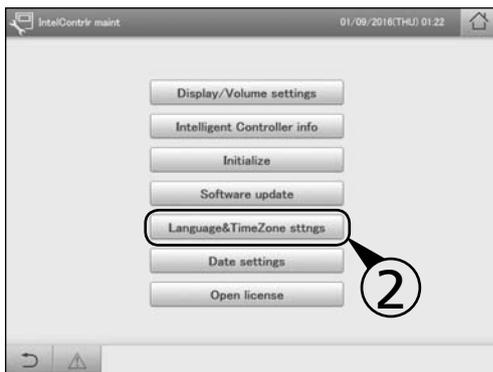 IntelContrlr maint 01/09/2016(THU) 01:22
Display/Volume settings
Intelligent Controller info
Initialize
Software update
Language&TimeZone sttngs
Date settings
Open license
2